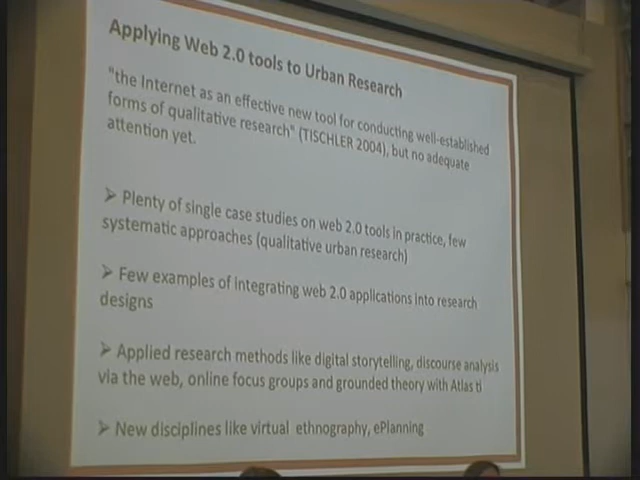 Applying Web 2.0 tools to Urban Research
"the Internet as an effective new tool for conducting well-established
forms of qualitative research" (TISCHLER 2004), but no adequate
attention yet.
➢ Plenty of single case studies on web 2.0 tools in practice, few
systematic approaches (qualitative urban research)
➢ Few examples of integrating web 2.0 applications into research
designs
➢ Applied research methods like digital storytelling, discourse analysis
via the web, online focus groups and grounded theory with Atlas ti
➢ New disciplines like virtual ethnography, ePlanning